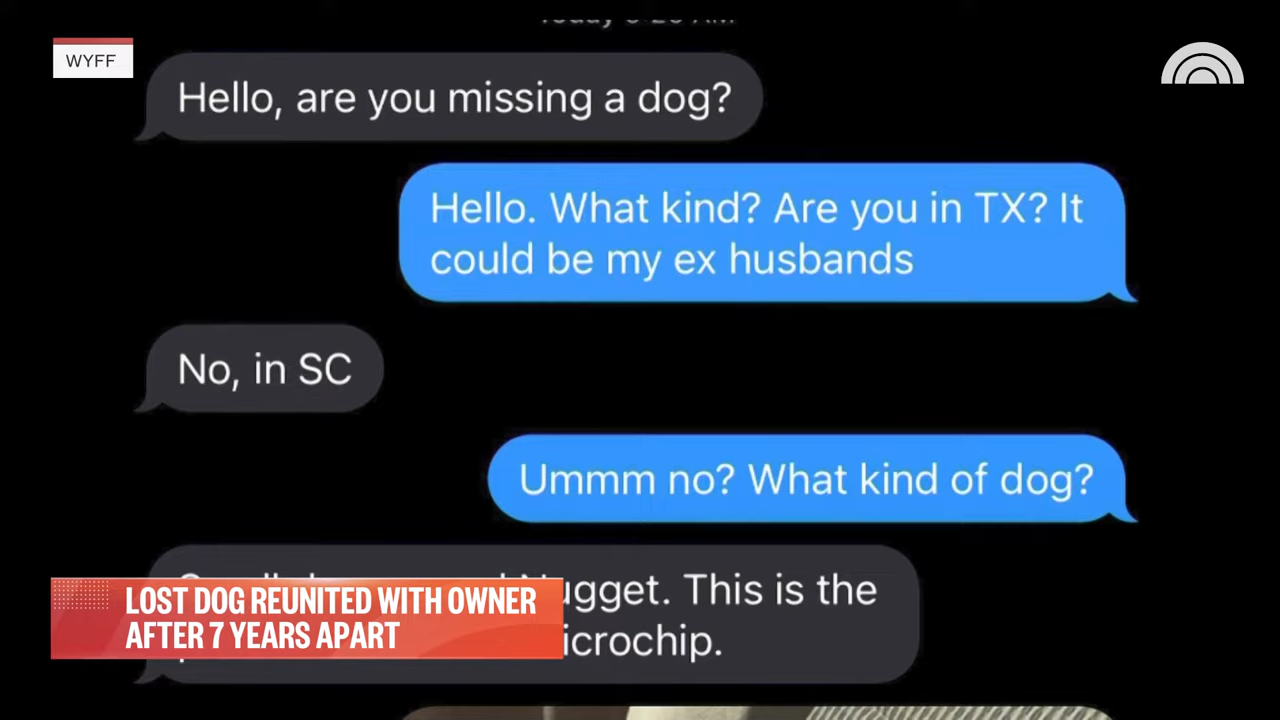 WYFF
Hello, are you missing a dog?
Hello. What kind? Are you in TX? It
could be my ex husbands
No, in SC
Ummm no? What kind of dog?
Nugget. This is the
microchip.
LOST DOG REUNITED WITH OWNER
AFTER 7 YEARS APART